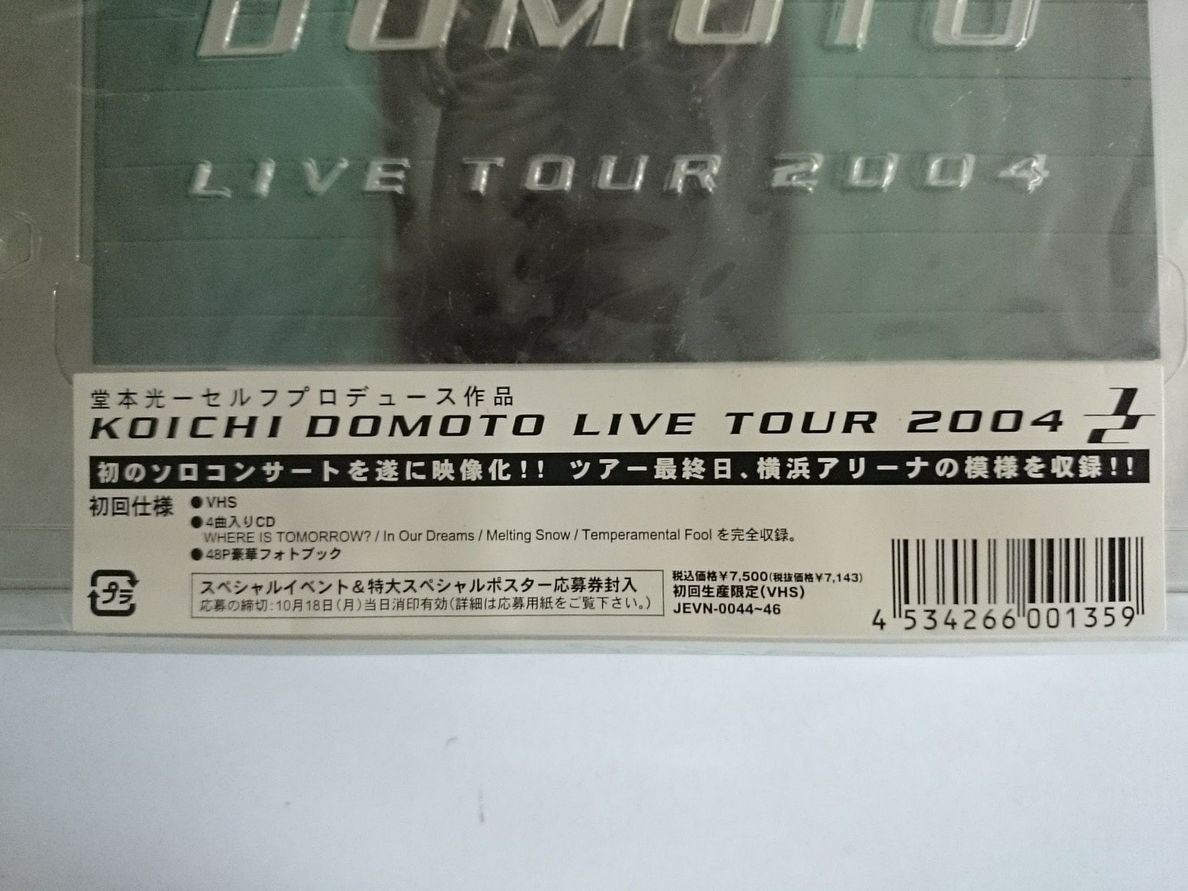 DOMOTO
LIVE TOUR 2004
堂本光一セルフプロデュース作品
KOICHI DOMOTO LIVE TOUR 2004
初のソロコンサートを遂に映像化!! ツアー最終日、横浜アリーナの模様を収録!!
初回仕様 ●VHS
●4曲入りCD
WHERE IS TOMORROW? / In Our Dreams / Melting Snow / Temperamental Fool を完全収録。
●48P豪華フォトブック
プラ
スペシャルイベント&特大スペシャルポスター応募券封入
応募の締切:10月18日(月)当日消印有効(詳細は応募用紙をご覧下さい。)
税込価格¥7,500(税抜価格¥7,143)
初回生産限定(VHS)
JEVN-0044~46
4 534266 001359